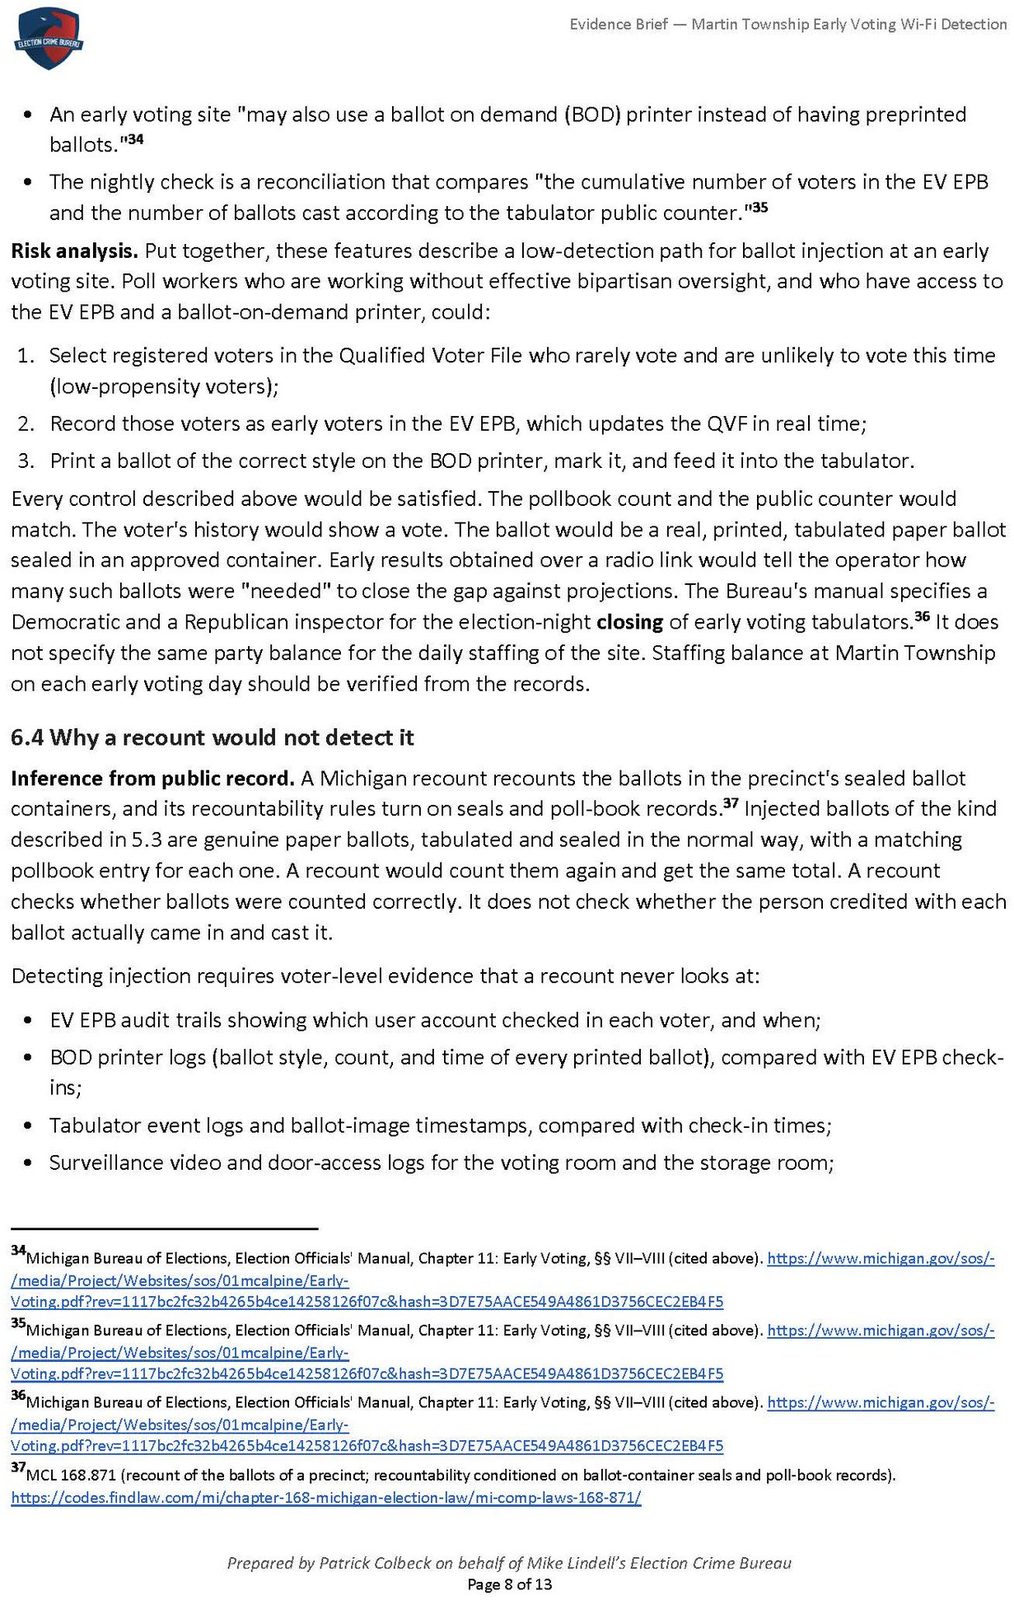 ELECTION CRIME BUREAU
Evidence Brief — Martin Township Early Voting Wi-Fi Detection
• An early voting site "may also use a ballot on demand (BOD) printer instead of having preprinted
ballots."34
• The nightly check is a reconciliation that compares "the cumulative number of voters in the EV EPB
and the number of ballots cast according to the tabulator public counter."35
Risk analysis. Put together, these features describe a low-detection path for ballot injection at an early
voting site. Poll workers who are working without effective bipartisan oversight, and who have access to
the EV EPB and a ballot-on-demand printer, could:
1. Select registered voters in the Qualified Voter File who rarely vote and are unlikely to vote this time
(low-propensity voters);
2. Record those voters as early voters in the EV EPB, which updates the QVF in real time;
3. Print a ballot of the correct style on the BOD printer, mark it, and feed it into the tabulator.
Every control described above would be satisfied. The pollbook count and the public counter would
match. The voter's history would show a vote. The ballot would be a real, printed, tabulated paper ballot
sealed in an approved container. Early results obtained over a radio link would tell the operator how
many such ballots were "needed" to close the gap against projections. The Bureau's manual specifies a
Democratic and a Republican inspector for the election-night closing of early voting tabulators.36 It does
not specify the same party balance for the daily staffing of the site. Staffing balance at Martin Township
on each early voting day should be verified from the records.
6.4 Why a recount would not detect it
Inference from public record. A Michigan recount recounts the ballots in the precinct's sealed ballot
containers, and its recountability rules turn on seals and poll-book records.37 Injected ballots of the kind
described in 5.3 are genuine paper ballots, tabulated and sealed in the normal way, with a matching
pollbook entry for each one. A recount would count them again and get the same total. A recount
checks whether ballots were counted correctly. It does not check whether the person credited with each
ballot actually came in and cast it.
Detecting injection requires voter-level evidence that a recount never looks at:
• EV EPB audit trails showing which user account checked in each voter, and when;
• BOD printer logs (ballot style, count, and time of every printed ballot), compared with EV EPB check-
ins;
• Tabulator event logs and ballot-image timestamps, compared with check-in times;
• Surveillance video and door-access logs for the voting room and the storage room;
34Michigan Bureau of Elections, Election Officials' Manual, Chapter 11: Early Voting, §§ VII–VIII (cited above). https://www.michigan.gov/sos/-
/media/Project/Websites/sos/01mcalpine/Early-
Voting.pdf?rev=1117bc2fc32b4265b4ce14258126f07c&hash=3D7E75AACE549A4861D3756CEC2EB4F5
35Michigan Bureau of Elections, Election Officials' Manual, Chapter 11: Early Voting, §§ VII–VIII (cited above). https://www.michigan.gov/sos/-
/media/Project/Websites/sos/01mcalpine/Early-
Voting.pdf?rev=1117bc2fc32b4265b4ce14258126f07c&hash=3D7E75AACE549A4861D3756CEC2EB4F5
36Michigan Bureau of Elections, Election Officials' Manual, Chapter 11: Early Voting, §§ VII–VIII (cited above). https://www.michigan.gov/sos/-
/media/Project/Websites/sos/01mcalpine/Early-
Voting.pdf?rev=1117bc2fc32b4265b4ce14258126f07c&hash=3D7E75AACE549A4861D3756CEC2EB4F5
37MCL 168.871 (recount of the ballots of a precinct; recountability conditioned on ballot-container seals and poll-book records).
https://codes.findlaw.com/mi/chapter-168-michigan-election-law/mi-comp-laws-168-871/
Prepared by Patrick Colbeck on behalf of Mike Lindell's Election Crime Bureau
Page 8 of 13